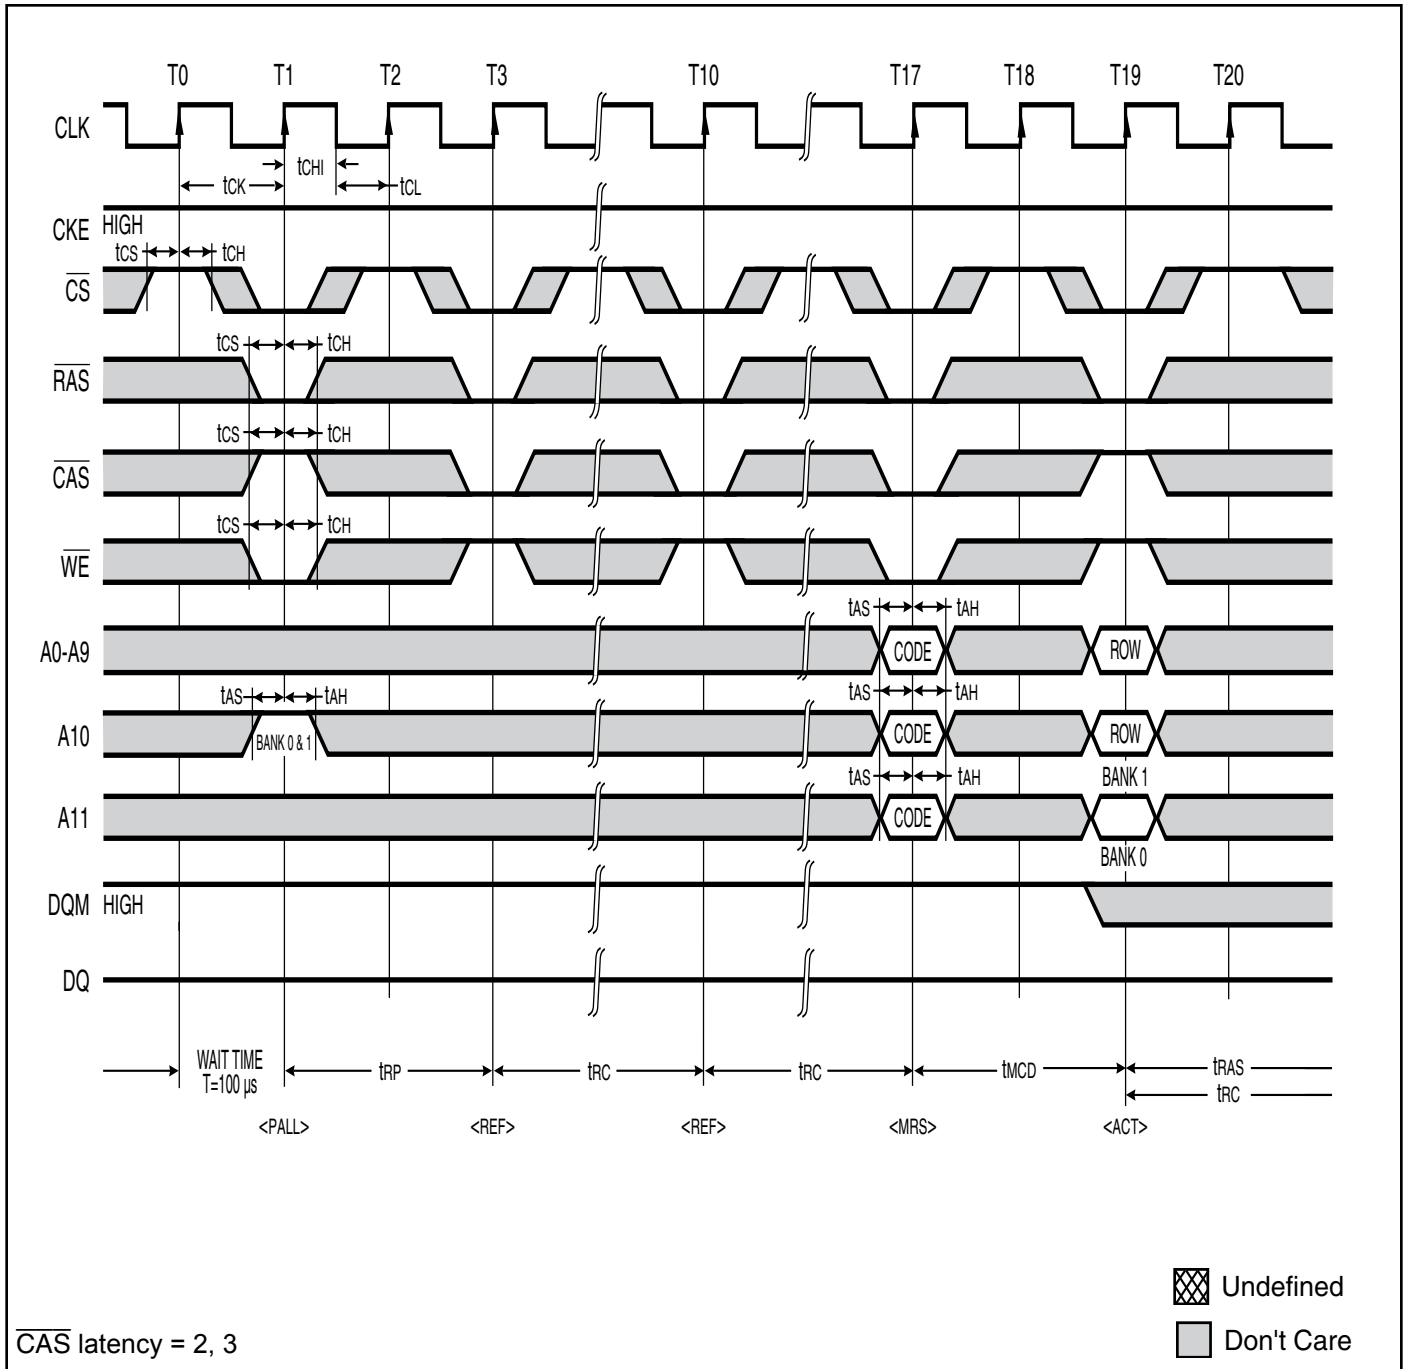 T0 T1 T2 T3 T10 T17 T18 T19 T20
CLK
tCHI
tCK tCL
CKE HIGH
tCS tCH
CS
tCS tCH
RAS
tCS tCH
CAS
tCS tCH
WE
tAS tAH
A0-A9 CODE ROW
tAS tAH tAS tAH
A10 BANK 0 & 1 CODE ROW
tAS tAH BANK 1
A11 CODE
BANK 0
DQM HIGH
DQ
WAIT TIME
T=100 µs
tRP tRC tRC tMCD tRAS
tRC
<PALL> <REF> <REF> <MRS> <ACT>
Undefined
CAS latency = 2, 3
Don't Care